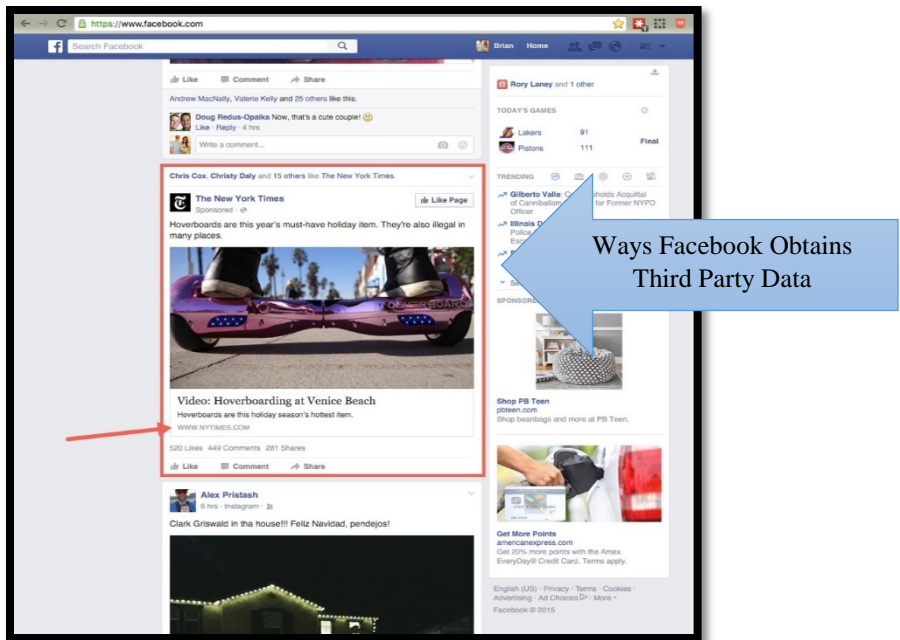 https://www.facebook.com
Search Facebook
Brian Home
Like Comment Share
Andrew MacNally, Valerie Kelly and 25 others like this.
Doug Redus-Opalka Now, that's a cute couple!
Like · Reply · 4 hrs
Write a comment...
Chris Cox, Christy Daly and 15 others like The New York Times.
The New York Times
Sponsored ·
Like Page
Hoverboards are this year's must-have holiday item. They're also illegal in
many places.
Video: Hoverboarding at Venice Beach
Hoverboards are this holiday season's hottest item.
WWW.NYTIMES.COM
520 Likes 449 Comments 281 Shares
Like Comment Share
Alex Pristash
6 hrs · Instagram ·
Clark Griswald in tha house!!! Feliz Navidad, pendejos!
Rory Laney and 1 other
TODAY'S GAMES
Lakers 91
Pistons 111
Final
TRENDING
Gilberto Valle: upholds Acquittal
of Cannibalism for Former NYPD
Officer
Illinois
Police
Ways Facebook Obtains
Third Party Data
Shop PB Teen
pbteen.com
Shop beanbags and more at PB Teen.
Get More Points
americanexpress.com
Get 20% more points with the Amex
EveryDay® Credit Card. Terms apply.
English (US) · Privacy · Terms · Cookies ·
Advertising · Ad Choices · More
Facebook © 2015